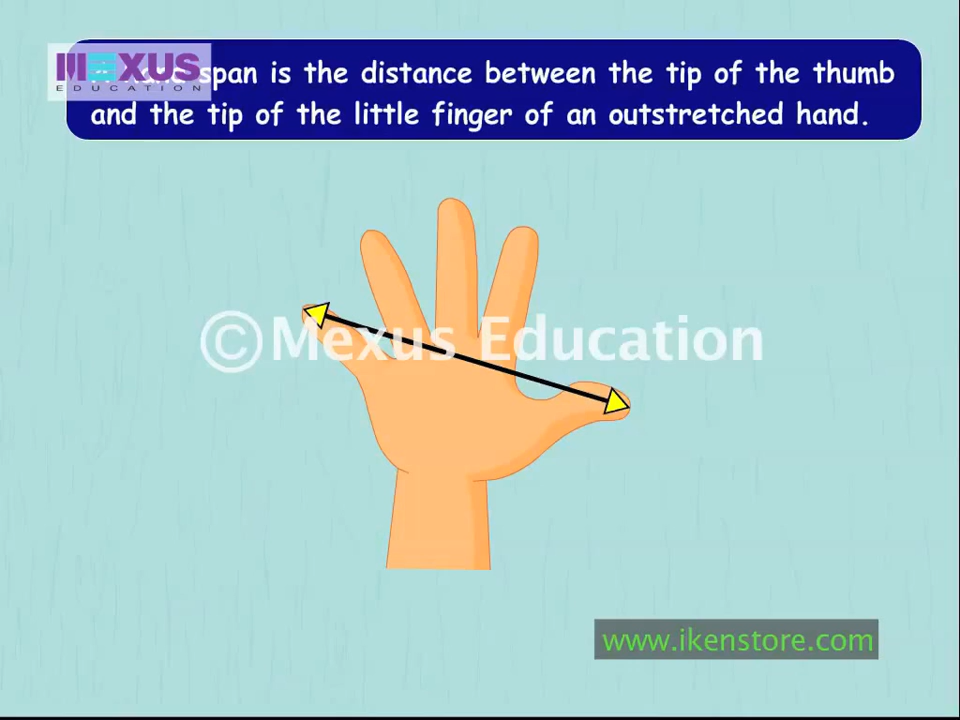 MEXUS
EDUCATION
span is the distance between the tip of the thumb
and the tip of the little finger of an outstretched hand.
©Mexus Education
www.ikenstore.com